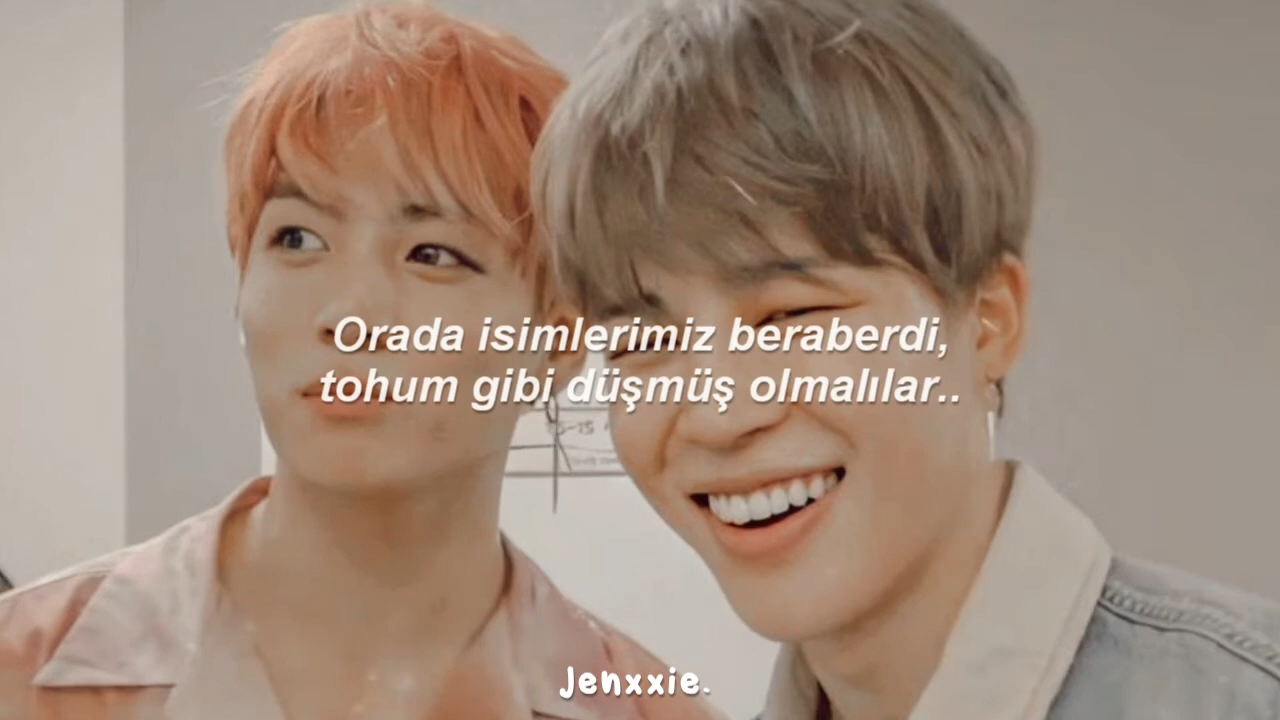 Orada isimlerimiz beraberdi,
tohum gibi düşmüş olmalılar..
Jenxxie.